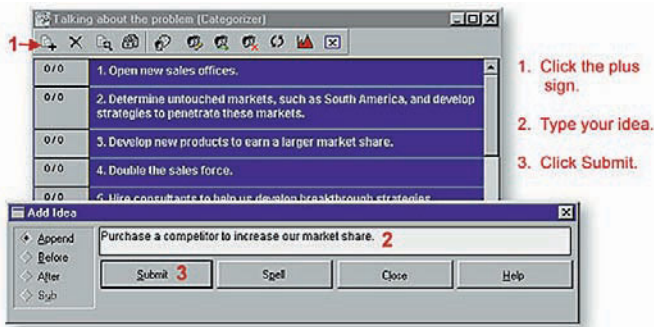 Talking about the problem (Categorizer)
1
0/0 1. Open new sales offices.
0/0 2. Determine untouched markets, such as South America, and develop
strategies to penetrate these markets.
0/0 3. Develop new products to earn a larger market share.
0/0 4. Double the sales force.
0/0 5. Hire consultants to help us develop breakthrough strategies
1. Click the plus
sign.
2. Type your idea.
3. Click Submit.
Add Idea
Append
Before
After
Sub
Purchase a competitor to increase our market share. 2
Submit 3 Spell Close Help